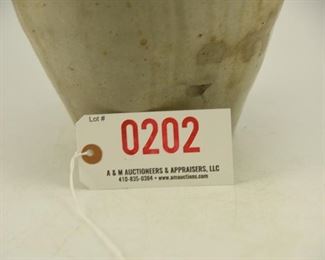 Lot #
0202
A & M AUCTIONEERS & APPRAISERS, LLC
410-835-0384 • www.amauctions.com